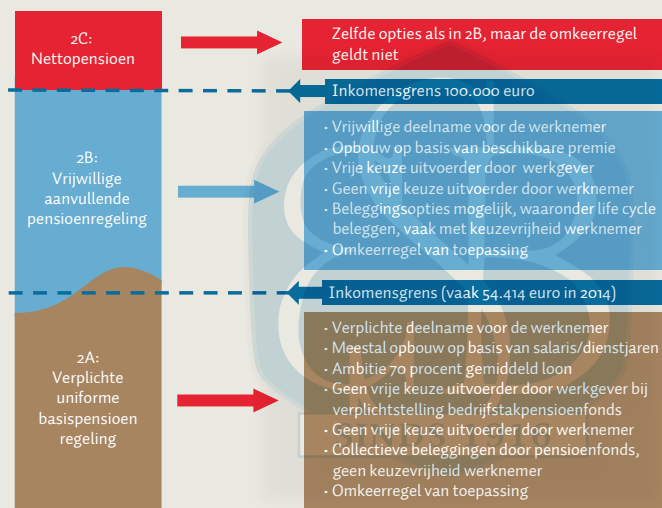 2C:
Nettopensioen
Zelfde opties als in 2B, maar de omkeerregel
geldt niet
Inkomensgrens 100.000 euro
2B:
Vrijwillige
aanvullende
pensioenregeling
· Vrijwillige deelname voor de werknemer
· Opbouw op basis van beschikbare premie
· Vrije keuze uitvoerder door werkgever
· Geen vrije keuze uitvoerder door werknemer
· Beleggingsopties mogelijk, waaronder life cycle
beleggen, vaak met keuzevrijheid werknemer
· Omkeerregel van toepassing
Inkomensgrens (vaak 54.414 euro in 2014)
2A:
Verplichte
uniforme
basispensioen
regeling
· Verplichte deelname voor de werknemer
· Meestal opbouw op basis van salaris/dienstjaren
· Ambitie 70 procent gemiddeld loon
· Geen vrije keuze uitvoerder door werkgever bij
verplichtstelling bedrijfstakpensioenfonds
· Geen vrije keuze uitvoerder door werknemer
· Collectieve beleggingen door pensioenfonds,
geen keuzevrijheid werknemer
· Omkeerregel van toepassing
SINDS 1918